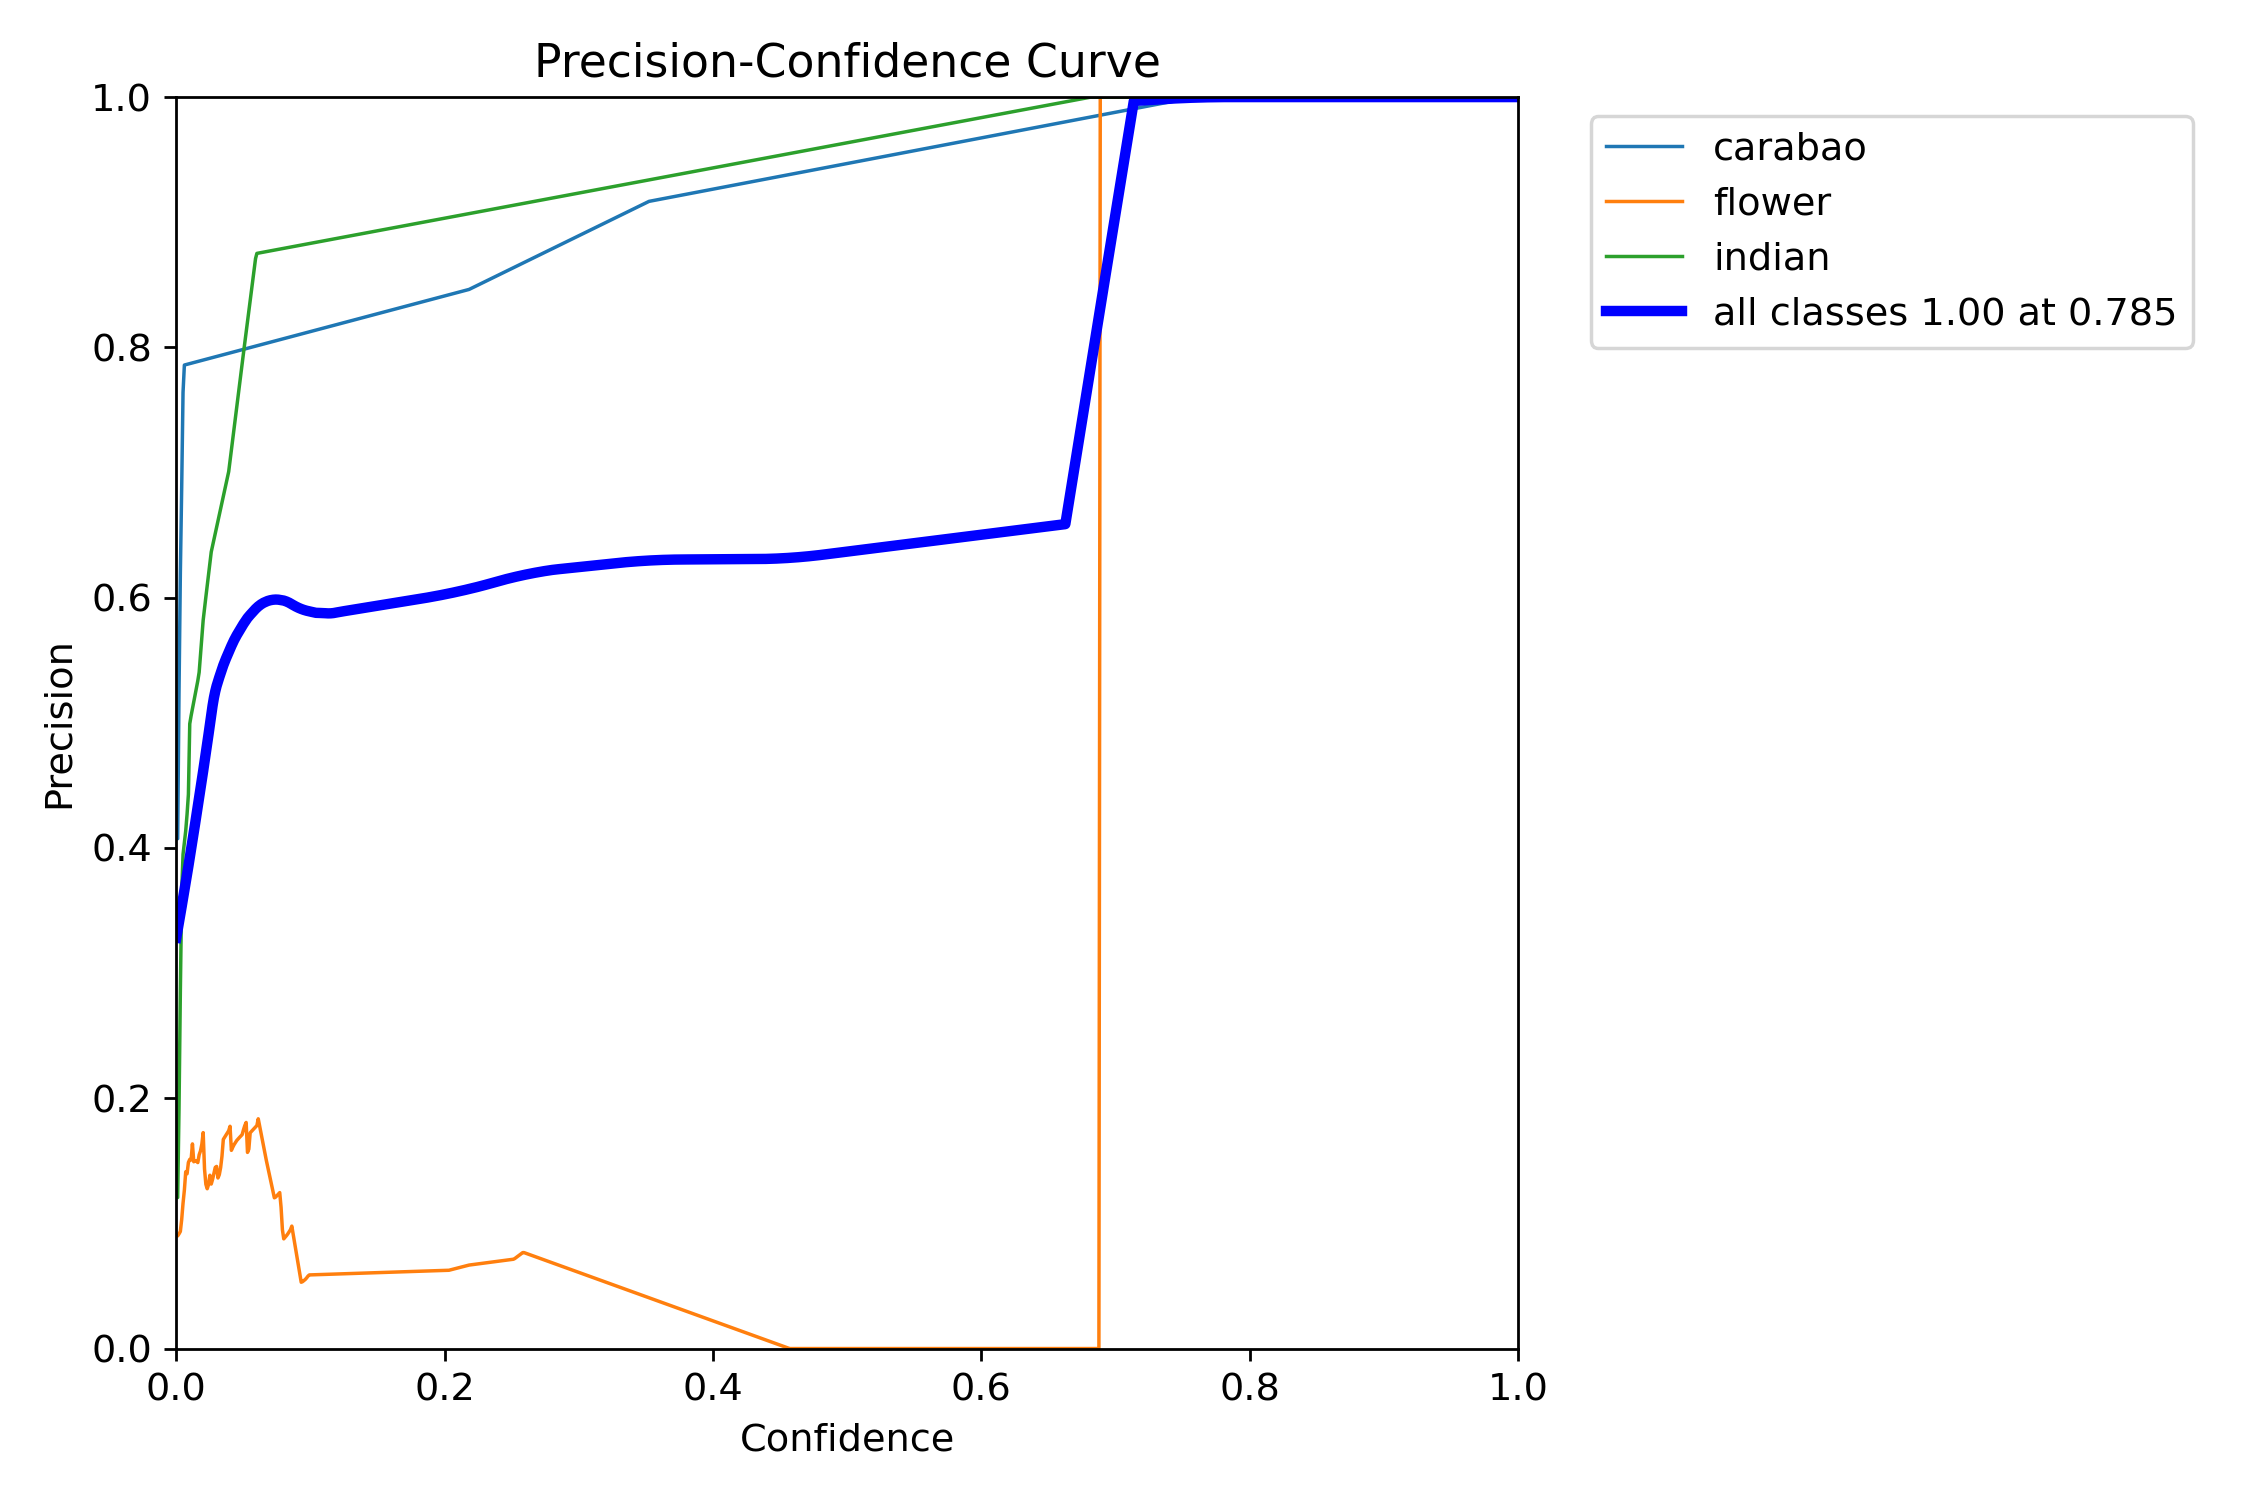 Precision-Confidence Curve
1.0
0.8
0.6
0.4
0.2
0.0
Precision
0.0 0.2 0.4 0.6 0.8 1.0
Confidence
carabao
flower
indian
all classes 1.00 at 0.785